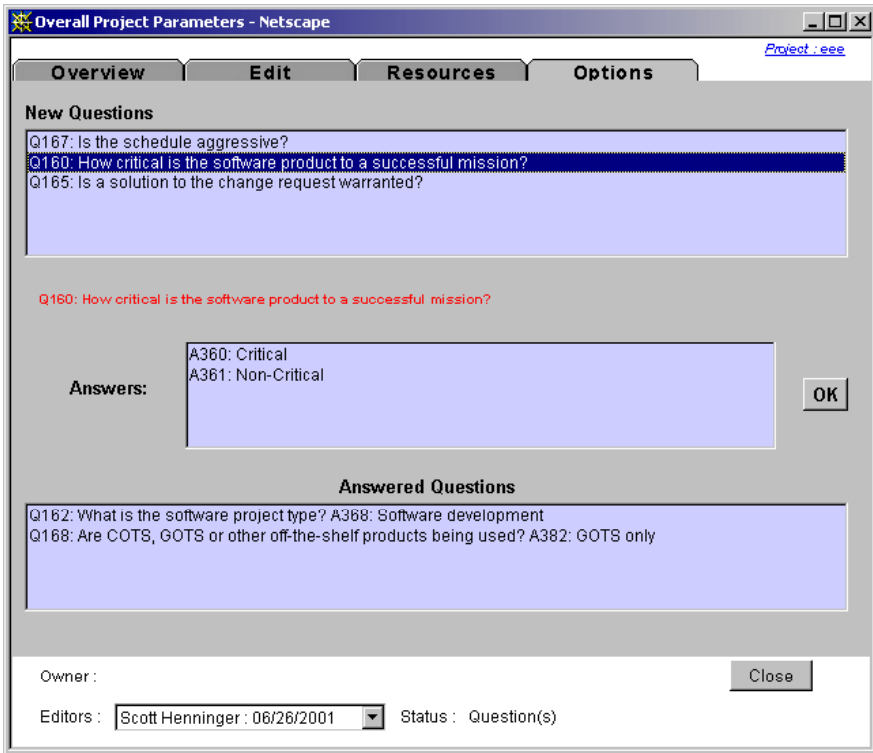 Overall Project Parameters - Netscape
Project : eee
Overview Edit Resources Options
New Questions
Q167: Is the schedule aggressive?
Q160: How critical is the software product to a successful mission?
Q165: Is a solution to the change request warranted?
Q160: How critical is the software product to a successful mission?
Answers:
A360: Critical
A361: Non-Critical
OK
Answered Questions
Q162: What is the software project type? A368: Software development
Q168: Are COTS, GOTS or other off-the-shelf products being used? A382: GOTS only
Owner :
Close
Editors : Scott Henninger : 06/26/2001 Status : Question(s)